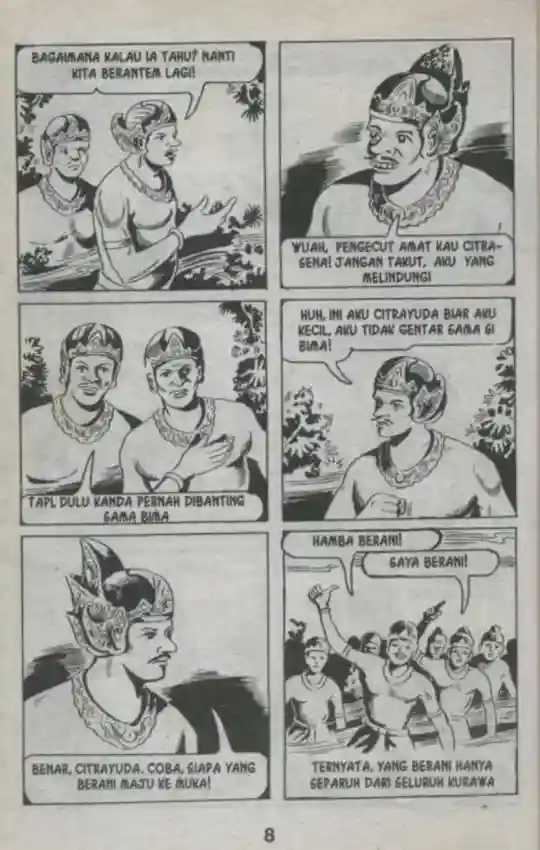 BAGAIMANA KALAU IA TAHU? NANTI
KITA BERANTEM LAGI!
WUAH, PENGECUT AMAT KAU CITRA-
SENA! JANGAN TAKUT, AKU YANG
MELINDUNGI
TAPI, DULU KANDA PERNAH DIBANTING
SAMA BIMA
HUH, INI AKU CITRAYUDA BIAR AKU
KECIL, AKU TIDAK GENTAR SAMA SI
BIMA!
BENAR, CITRAYUDA. COBA, SIAPA YANG
BERANI MAJU KE MUKA!
HAMBA BERANI!
SAYA BERANI!
TERNYATA, YANG BERANI HANYA
SEPARUH DARI SELURUH KURAWA
8